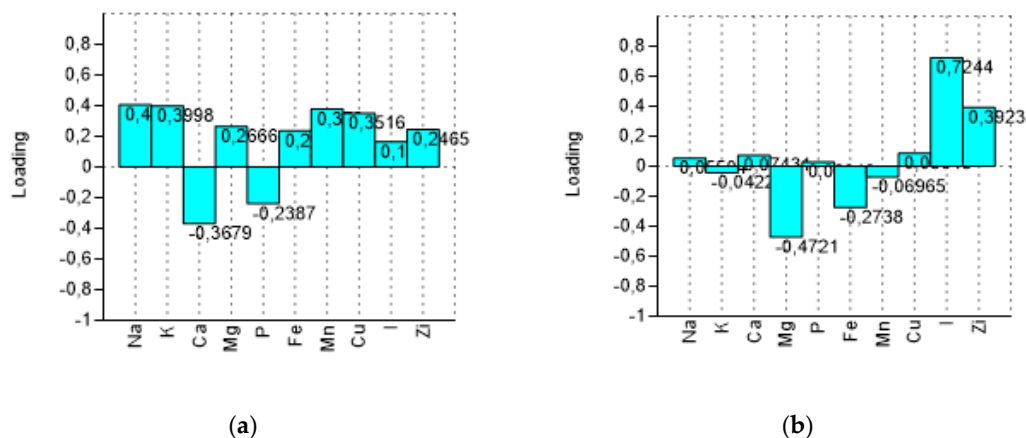 0,8
0,6
0,4
0,2
0
-0,2
-0,4
-0,6
-0,8
-1
Loading
0,4
0,3998
-0,3679
0,2666
-0,2387
0,2
0,3
0,3516
0,1
0,2465
Na
K
Ca
Mg
P
Fe
Mn
Cu
I
Zi
(a)
0,8
0,6
0,4
0,2
0
-0,2
-0,4
-0,6
-0,8
-1
Loading
-0,0422
0,07434
-0,4721
-0,2738
-0,06965
0,7244
0,3923
Na
K
Ca
Mg
P
Fe
Mn
Cu
I
Zi
(b)